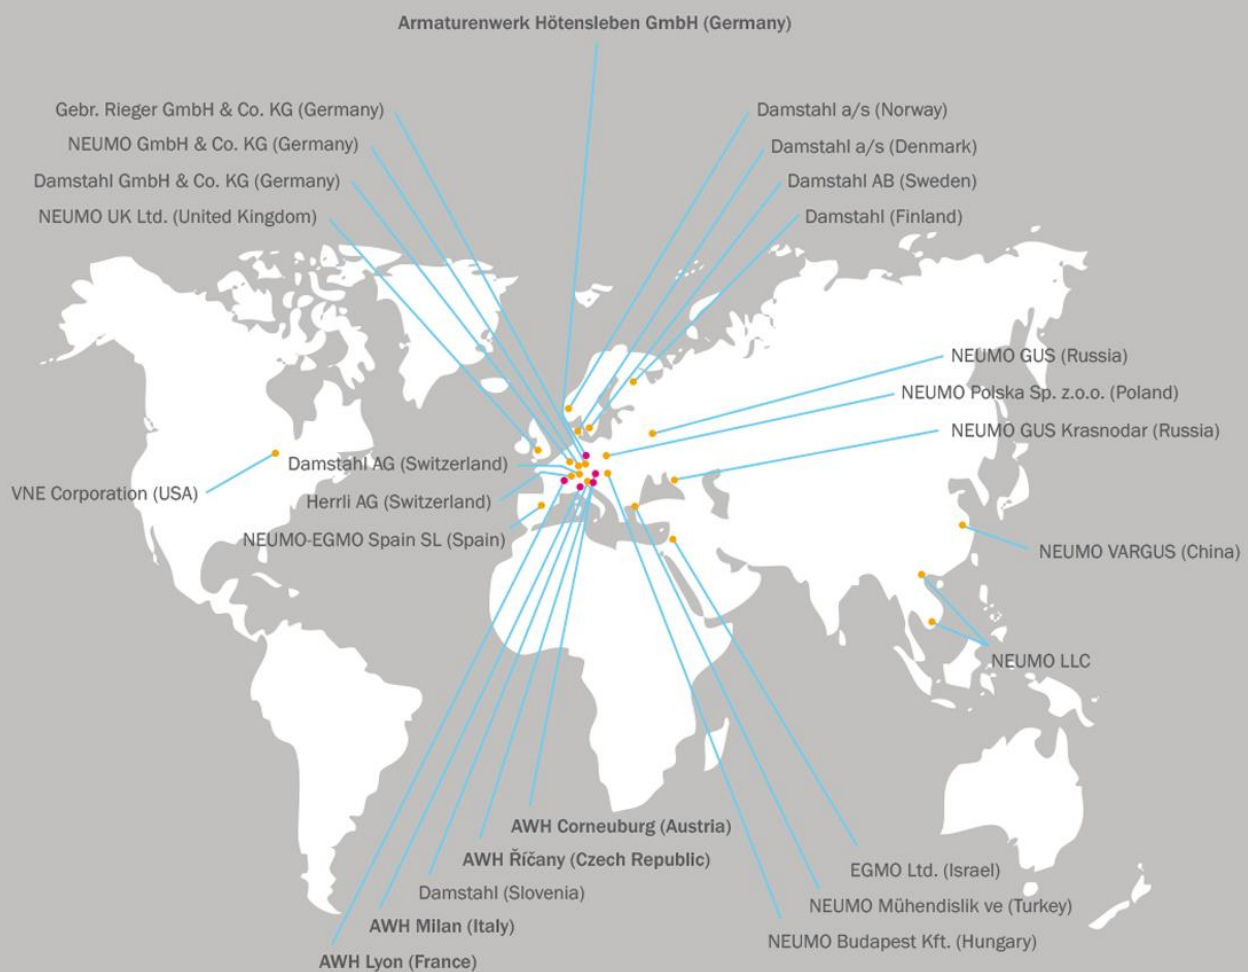 Armaturenwerk Hötensleben GmbH (Germany)
Gebr. Rieger GmbH & Co. KG (Germany)
NEUMO GmbH & Co. KG (Germany)
Damstahl GmbH & Co. KG (Germany)
NEUMO UK Ltd. (United Kingdom)
Damstahl a/s (Norway)
Damstahl a/s (Denmark)
Damstahl AB (Sweden)
Damstahl (Finland)
NEUMO GUS (Russia)
NEUMO Polska Sp. z.o.o. (Poland)
NEUMO GUS Krasnodar (Russia)
Damstahl AG (Switzerland)
VNE Corporation (USA)
Herrli AG (Switzerland)
NEUMO-EGMO Spain SL (Spain)
NEUMO VARGUS (China)
NEUMO LLC
AWH Corneuburg (Austria)
AWH Říčany (Czech Republic)
Damstahl (Slovenia)
AWH Milan (Italy)
AWH Lyon (France)
EGMO Ltd. (Israel)
NEUMO Mühendislik ve (Turkey)
NEUMO Budapest Kft. (Hungary)